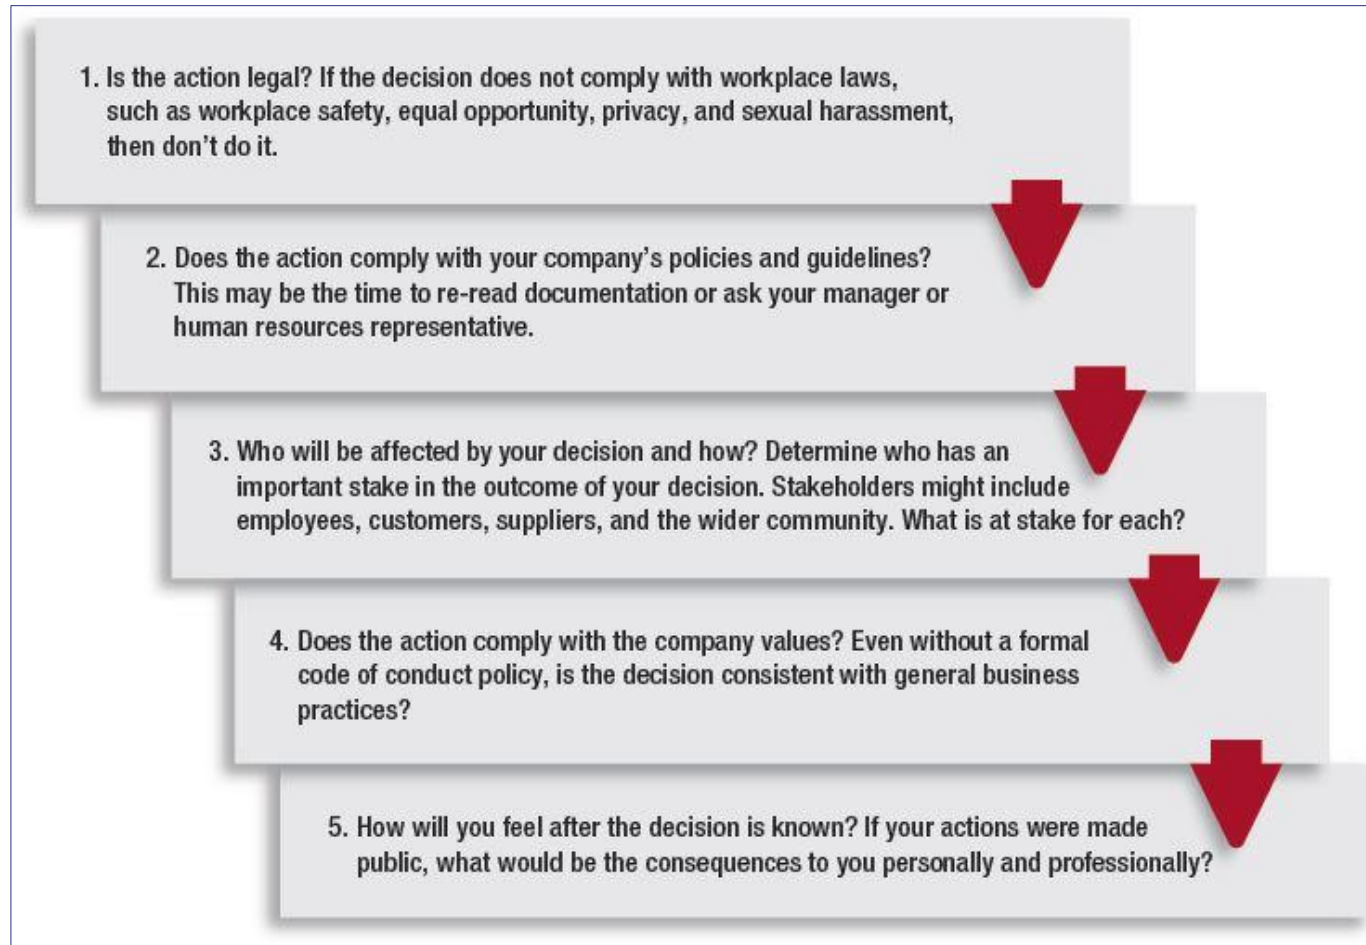 1. Is the action legal? If the decision does not comply with workplace laws,
such as workplace safety, equal opportunity, privacy, and sexual harassment,
then don’t do it.
2. Does the action comply with your company’s policies and guidelines?
This may be the time to re-read documentation or ask your manager or
human resources representative.
3. Who will be affected by your decision and how? Determine who has an
important stake in the outcome of your decision. Stakeholders might include
employees, customers, suppliers, and the wider community. What is at stake for each?
4. Does the action comply with the company values? Even without a formal
code of conduct policy, is the decision consistent with general business
practices?
5. How will you feel after the decision is known? If your actions were made
public, what would be the consequences to you personally and professionally?